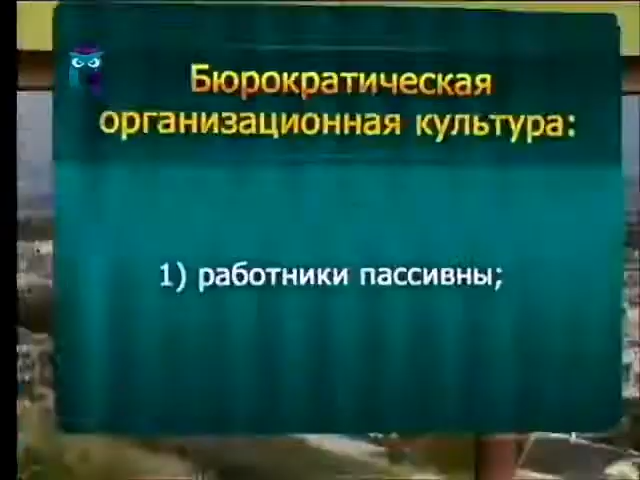 Бюрократическая
организационная культура:
1) работники пассивны;